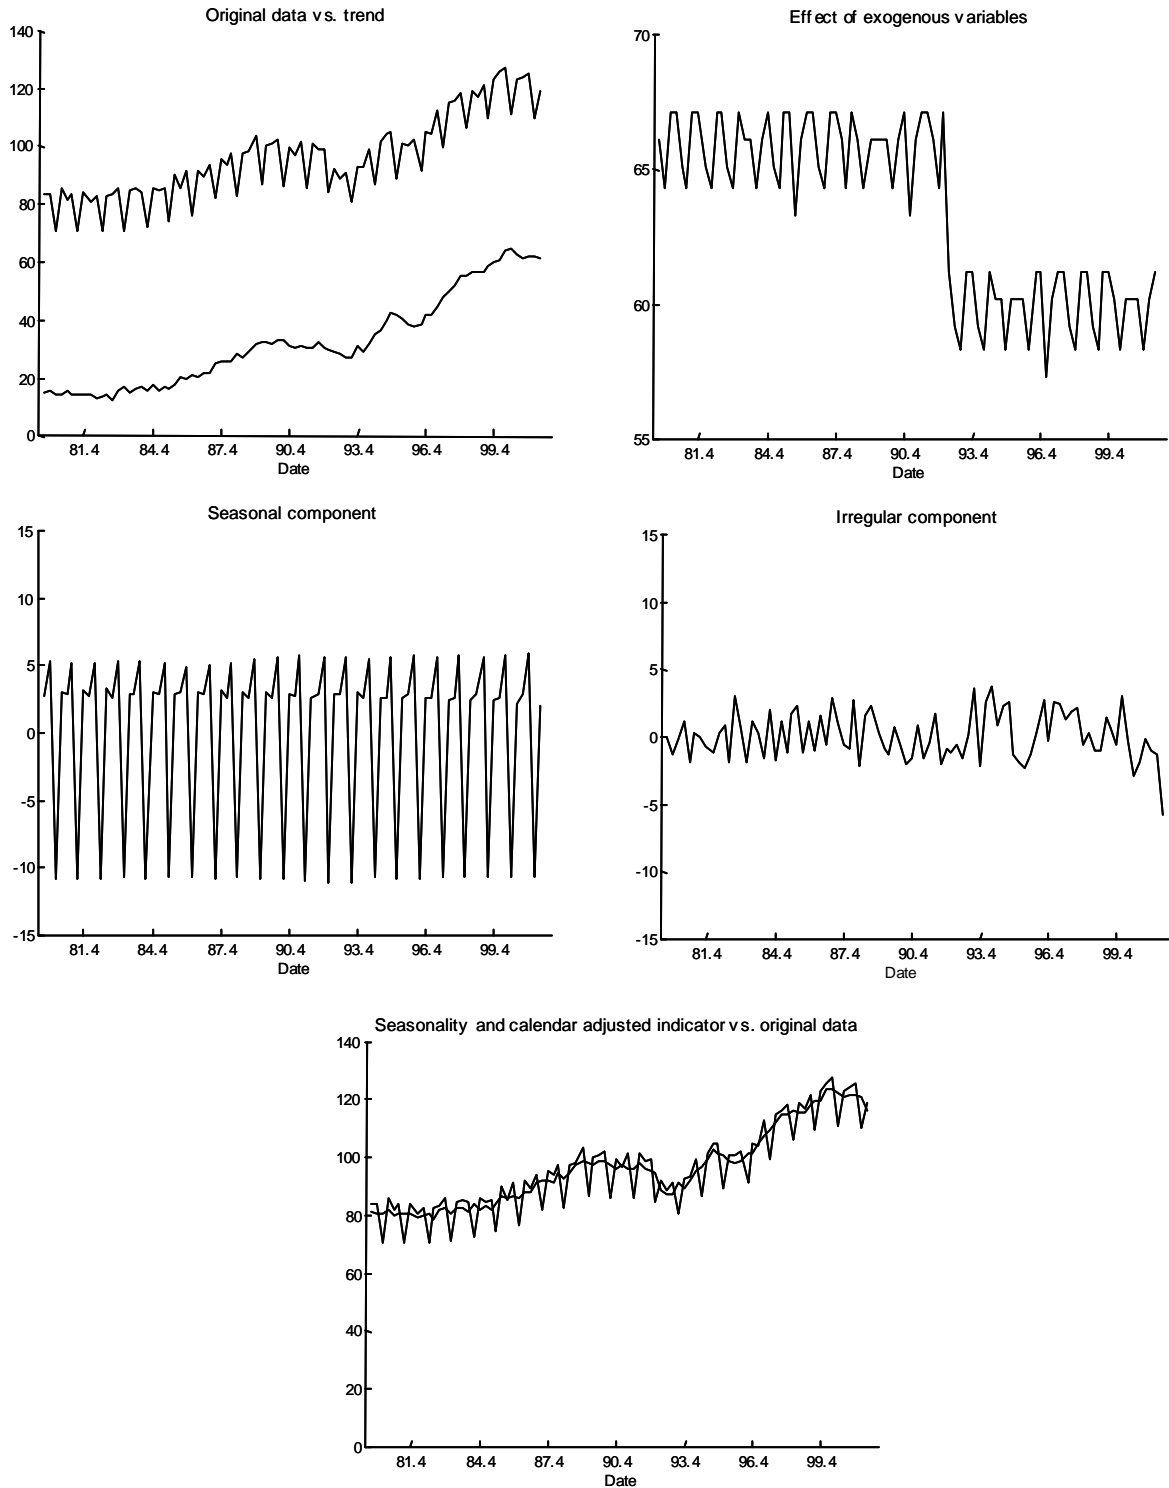 Original data vs. trend
140
120
100
80
60
40
20
0
81.4 84.4 87.4 90.4 93.4 96.4 99.4
Date
Effect of exogenous variables
70
65
60
55
81.4 84.4 87.4 90.4 93.4 96.4 99.4
Date
Seasonal component
15
10
5
0
-5
-10
-15
81.4 84.4 87.4 90.4 93.4 96.4 99.4
Date
Irregular component
15
10
5
0
-5
-10
-15
81.4 84.4 87.4 90.4 93.4 96.4 99.4
Date
Seasonality and calendar adjusted indicator vs. original data
140
120
100
80
60
40
20
0
81.4 84.4 87.4 90.4 93.4 96.4 99.4
Date